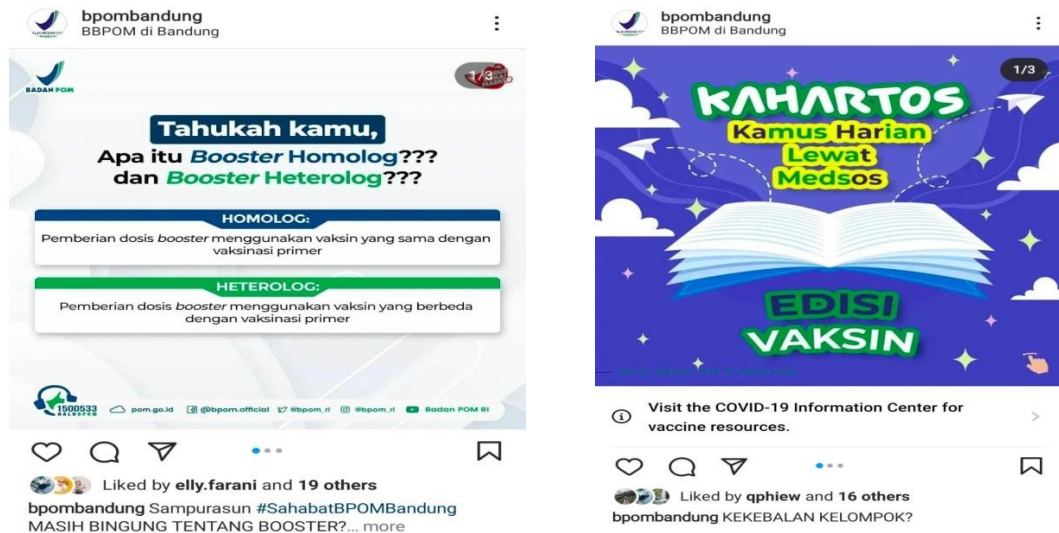 bpombandung
BBPOM di Bandung
BADAN POM
1/3
Tahukah kamu,
Apa itu Booster Homolog???
dan Booster Heterolog???
HOMOLOG:
Pemberian dosis booster menggunakan vaksin yang sama dengan
vaksinasi primer
HETEROLOG:
Pemberian dosis booster menggunakan vaksin yang berbeda
dengan vaksinasi primer
1500533
HALOBPOM
pom.go.id @bpom.official @bpom_ri @bpom_ri Badan POM RI
Liked by elly.farani and 19 others
bpombandung Sampurasun #SahabatBPOMBandung
MASIH BINGUNG TENTANG BOOSTER?... more
bpombandung
BBPOM di Bandung
1/3
KAHARTOS
Kamus Harian
Lewat
Medsos
EDISI
VAKSIN
Visit the COVID-19 Information Center for
vaccine resources.
Liked by qphiew and 16 others
bpombandung KEKEBALAN KELOMPOK?